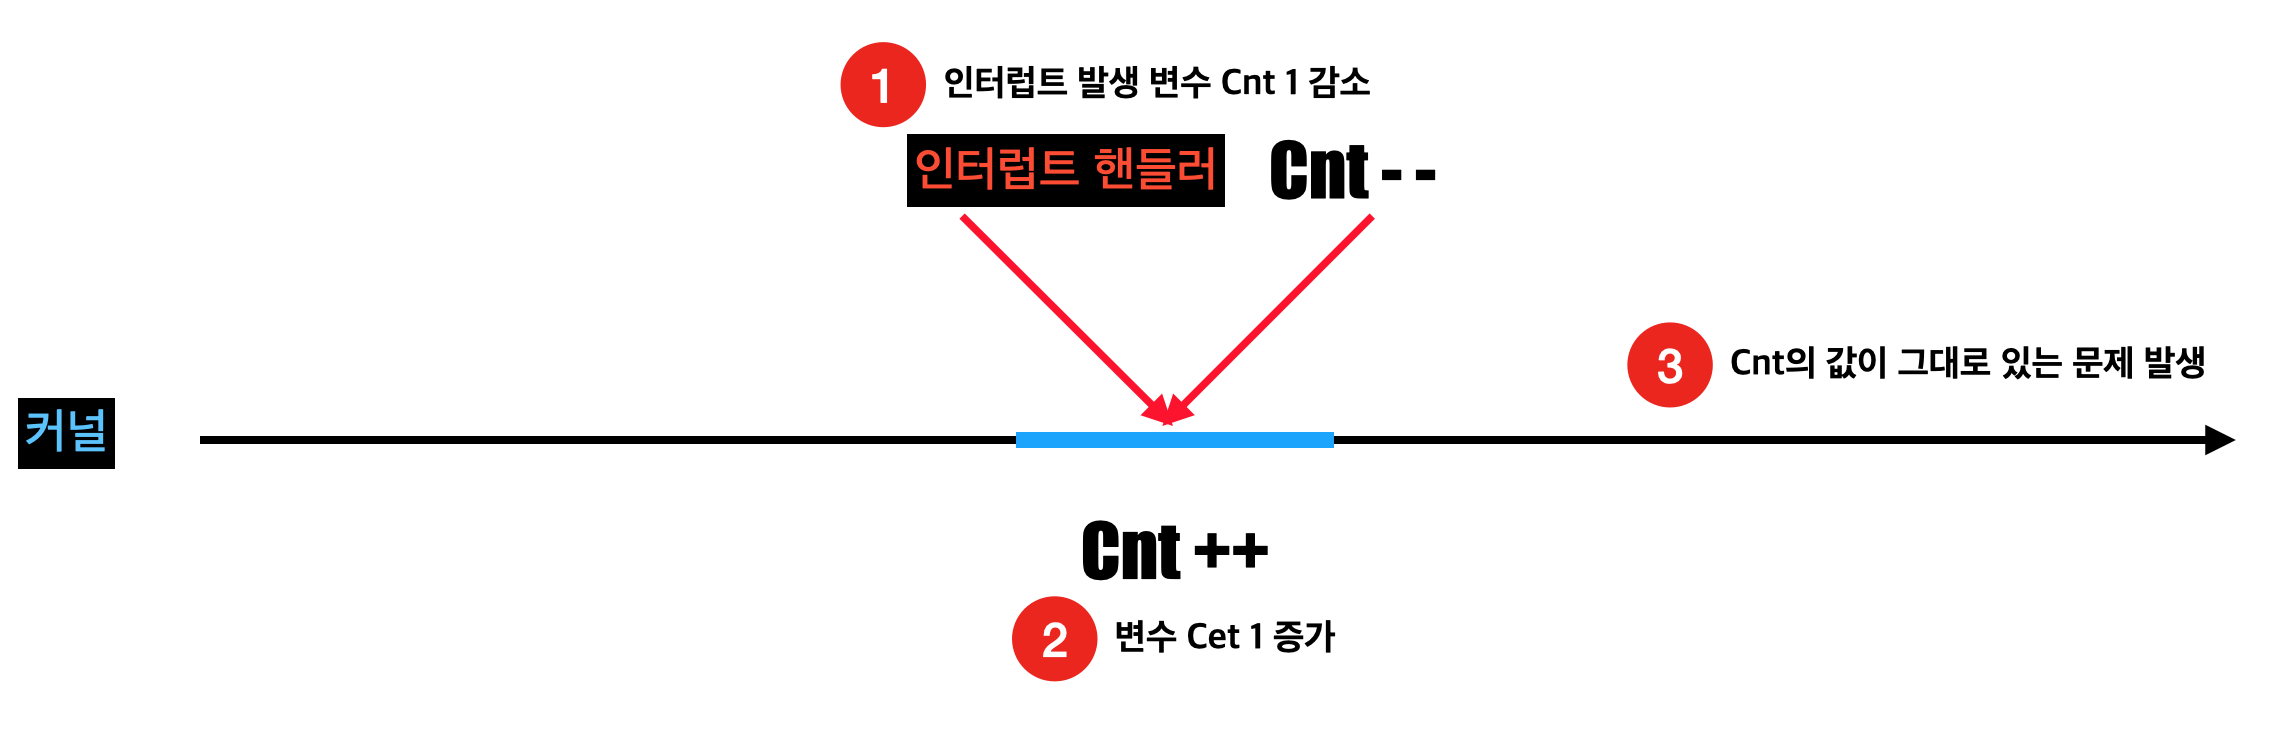 1 인터럽트 발생 변수 Cnt 1 감소
인터럽트 핸들러 Cnt - -
3 Cnt의 값이 그대로 있는 문제 발생
커널
Cnt ++
2 변수 Cet 1 증가